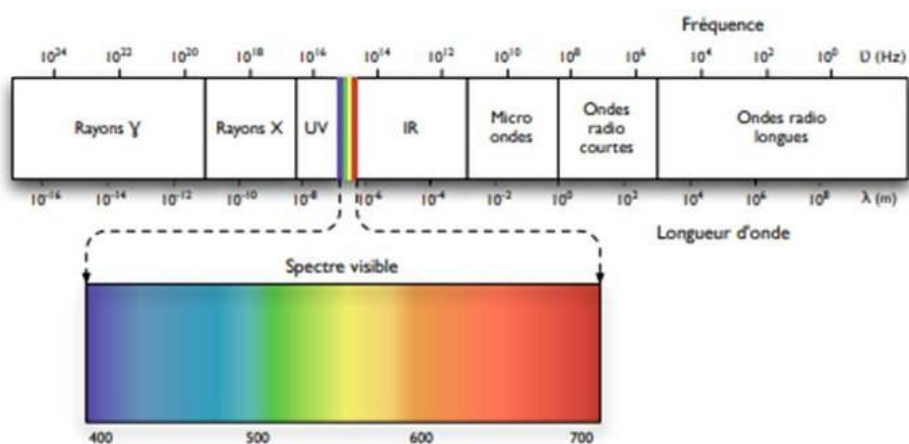 Fréquence
10²⁴ 10²² 10²⁰ 10¹⁸ 10¹⁶ 10¹⁴ 10¹² 10¹⁰ 10⁸ 10⁶ 10⁴ 10² 10⁰ υ (Hz)
Rayons γ
Rayons X
UV
IR
Micro
ondes
Ondes
radio
courtes
Ondes radio
longues
10⁻¹⁶ 10⁻¹⁴ 10⁻¹² 10⁻¹⁰ 10⁻⁸ 10⁻⁶ 10⁻⁴ 10⁻² 10⁰ 10² 10⁴ 10⁶ 10⁸ λ (m)
Longueur d'onde
Spectre visible
400 500 600 700